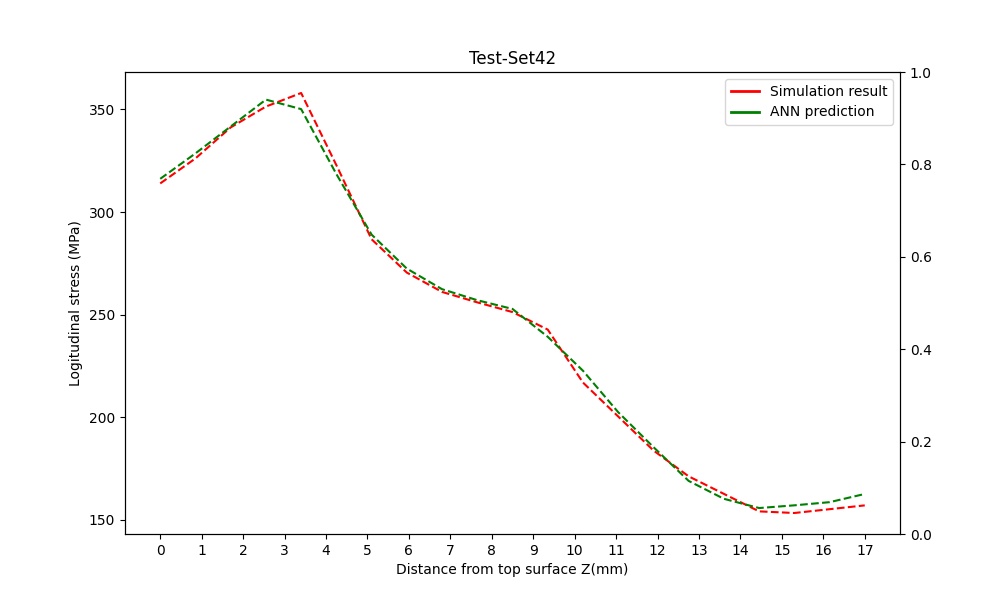 Test-Set42
Simulation result
ANN prediction
350
300
250
200
150
Logitudinal stress (MPa)
1.0
0.8
0.6
0.4
0.2
0.0
0 1 2 3 4 5 6 7 8 9 10 11 12 13 14 15 16 17
Distance from top surface Z(mm)